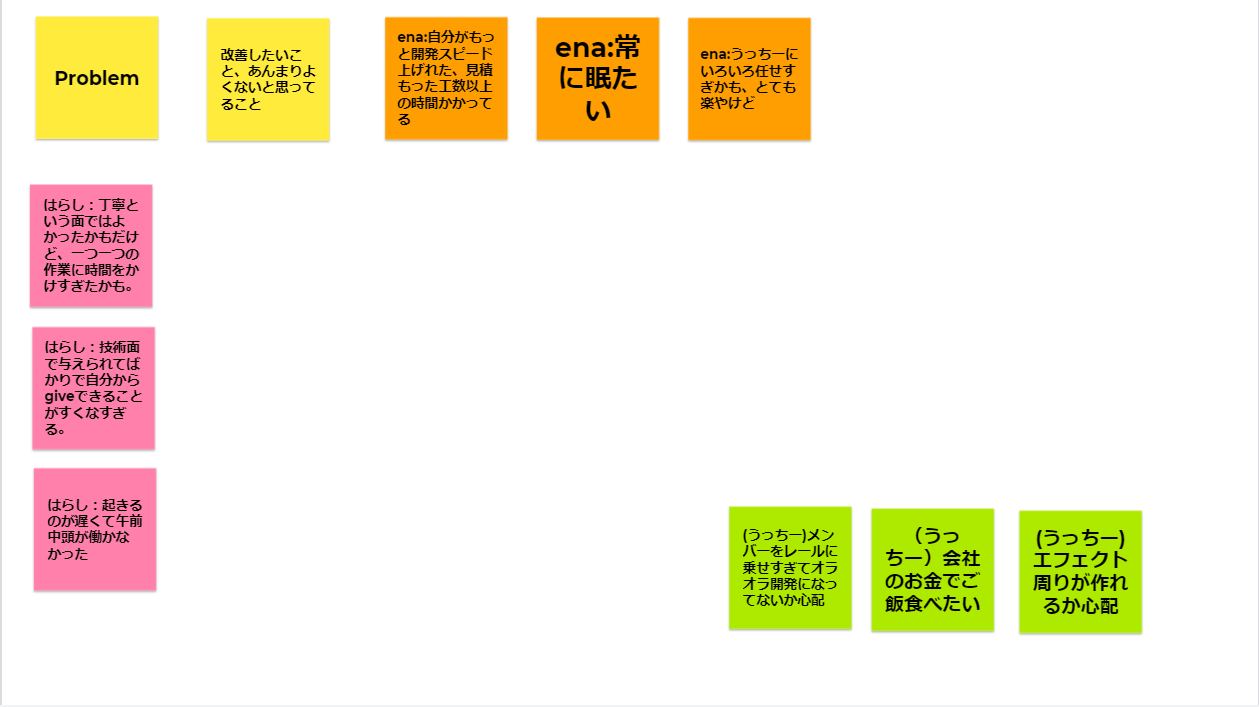 Problem
改善したいこ
と、あんまりよ
くないと思って
ること
ena:自分がもっ
と開発スピード
上げれた、見積
もった工数以上
の時間かかって
る
ena:常
に眠た
い
ena:うっちーに
いろいろ任せす
ぎかも、とても
楽やけど
はらし：丁寧と
いう面ではよ
かったかもだけ
ど、一つ一つの
作業に時間をか
けすぎたかも。
はらし：技術面
で与えられてば
かりで自分から
giveできること
がすくなすぎ
る。
はらし：起きる
のが遅くて午前
中頭が働かな
かった
(うっちー)メン
バーをレールに
乗せすぎてオラ
オラ開発になっ
てないか心配
（うっ
ちー）会社
のお金でご
飯食べたい
(うっちー)
エフェクト
周りが作れ
るか心配